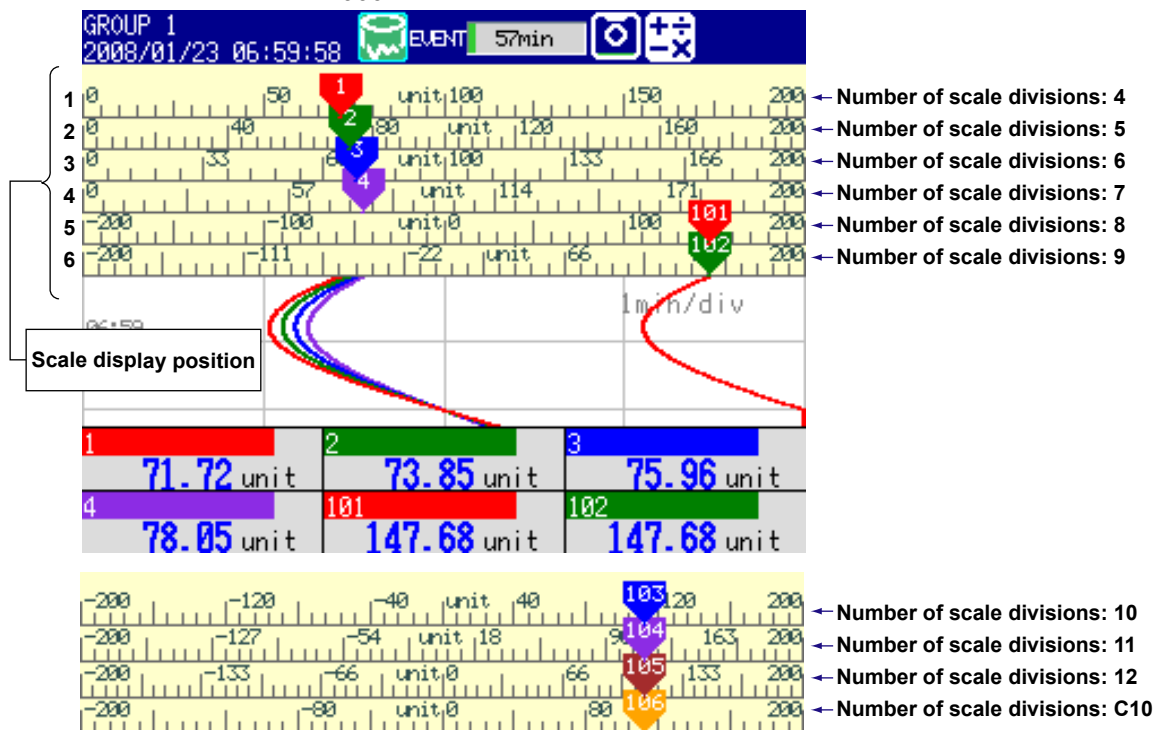 GROUP 1
2008/01/23 06:59:58
EVENT 57min
1 0 50 1 unit 100 150 200 Number of scale divisions: 4
2 0 40 2 80 unit 120 160 200 Number of scale divisions: 5
3 0 33 3 unit 100 133 166 200 Number of scale divisions: 6
4 0 57 4 unit 114 171 200 Number of scale divisions: 7
5 -200 -100 unit 0 100 101 200 Number of scale divisions: 8
6 -200 -111 -22 unit 66 102 200 Number of scale divisions: 9
1min/div
06:59
Scale display position
1 2 3
71.72 unit 73.85 unit 75.96 unit
4 101 102
78.05 unit 147.68 unit 147.68 unit
-200 -120 -40 unit 40 103 120 200 Number of scale divisions: 10
-200 -127 -54 unit 18 104 163 200 Number of scale divisions: 11
-200 -133 -66 unit 0 66 105 133 200 Number of scale divisions: 12
-200 -80 unit 0 80 106 200 Number of scale divisions: C10